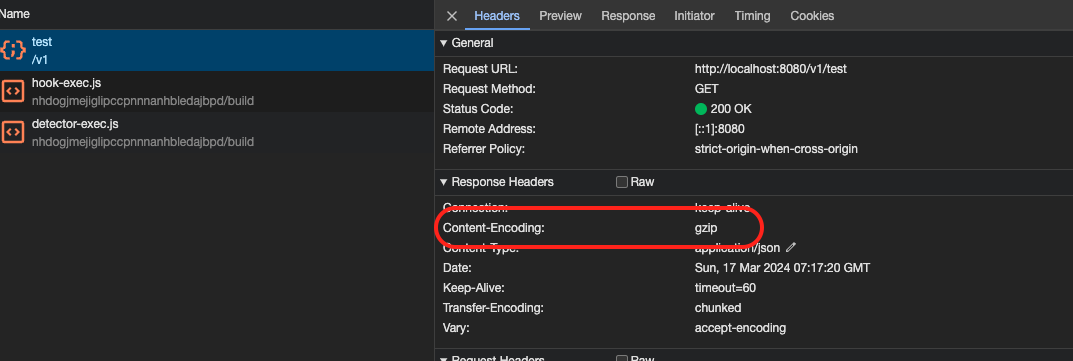 Name
test
/v1
hook-exec.js
nhdogjmejiglipccpnnnanhbledajbpd/build
detector-exec.js
nhdogjmejiglipccpnnnanhbledajbpd/build
Headers Preview Response Initiator Timing Cookies
General
Request URL: http://localhost:8080/v1/test
Request Method: GET
Status Code: 200 OK
Remote Address: [::1]:8080
Referrer Policy: strict-origin-when-cross-origin
Response Headers Raw
Connection: keep-alive
Content-Encoding: gzip
Content-Type: application/json
Date: Sun, 17 Mar 2024 07:17:20 GMT
Keep-Alive: timeout=60
Transfer-Encoding: chunked
Vary: accept-encoding
Request Headers Raw